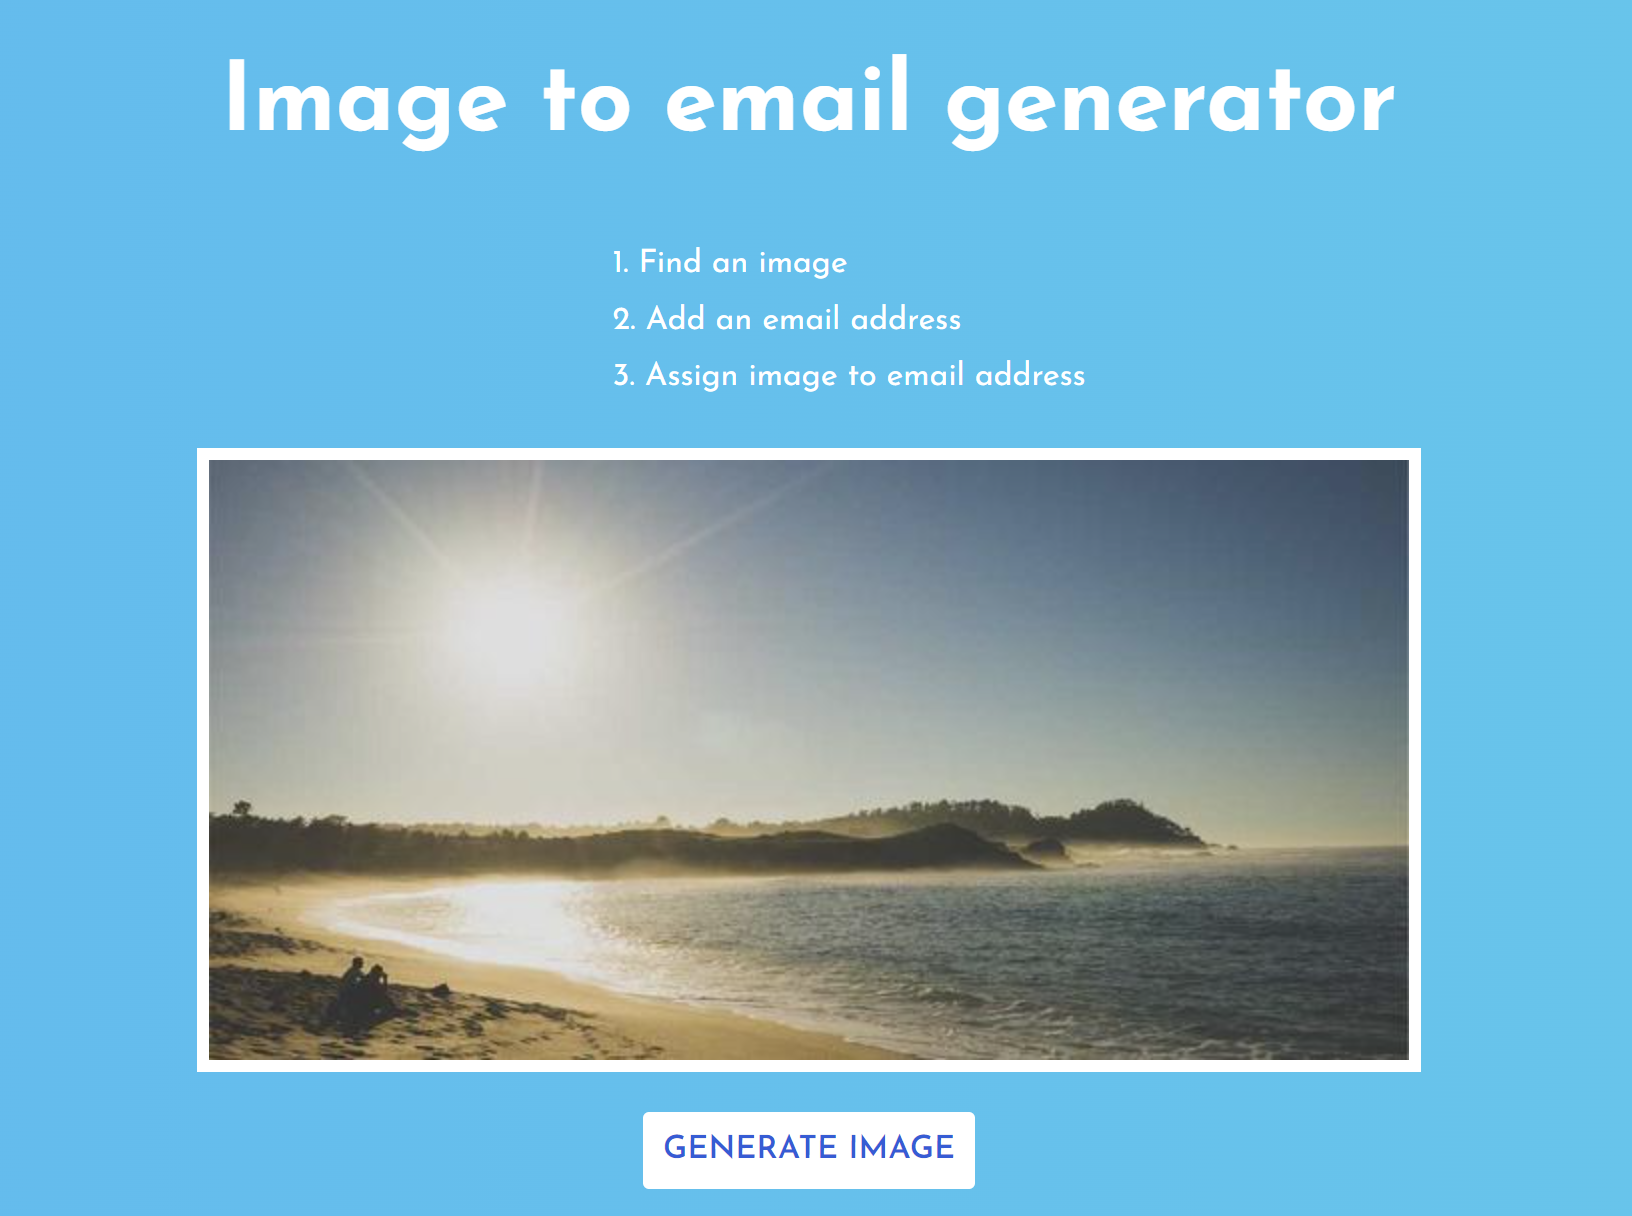 Image to email generator
1. Find an image
2. Add an email address
3. Assign image to email address
GENERATE IMAGE